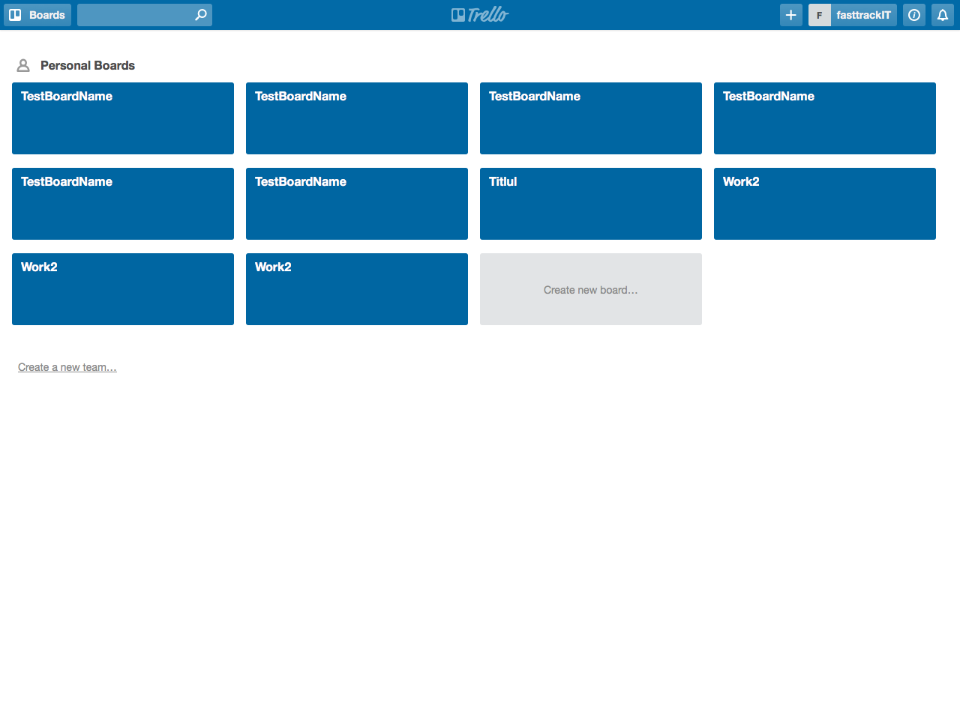 Boards Trello F fasttrackIT
Personal Boards
TestBoardName TestBoardName TestBoardName TestBoardName
TestBoardName TestBoardName Titlul Work2
Work2 Work2 Create new board…
Create a new team…